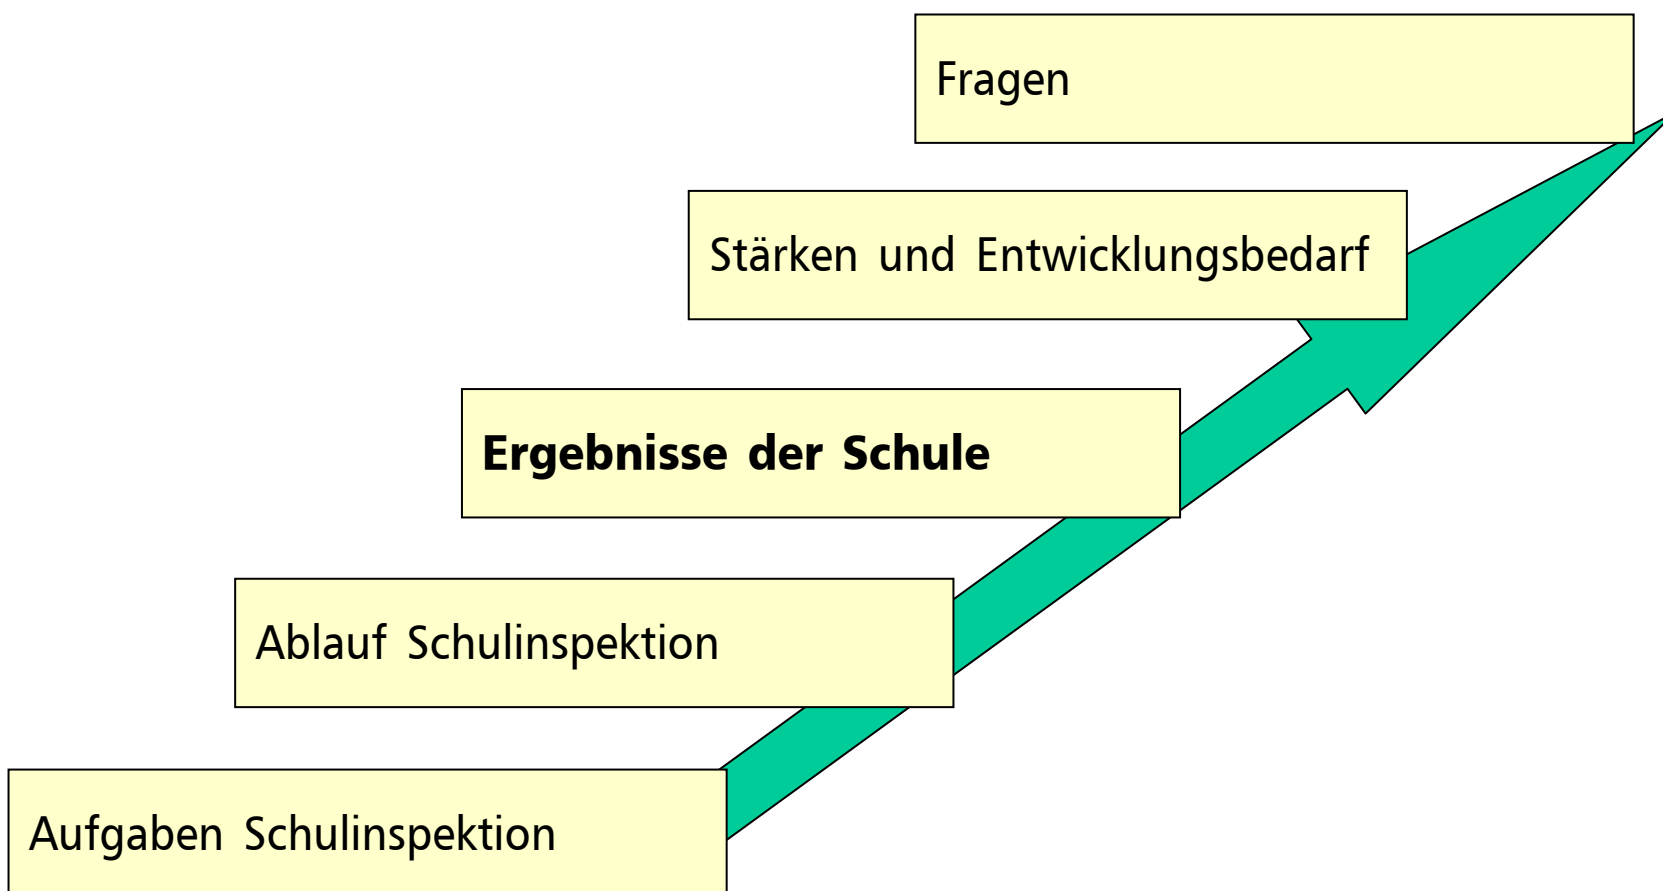 Fragen
Stärken und Entwicklungsbedarf
Ergebnisse der Schule
Ablauf Schulinspektion
Aufgaben Schulinspektion